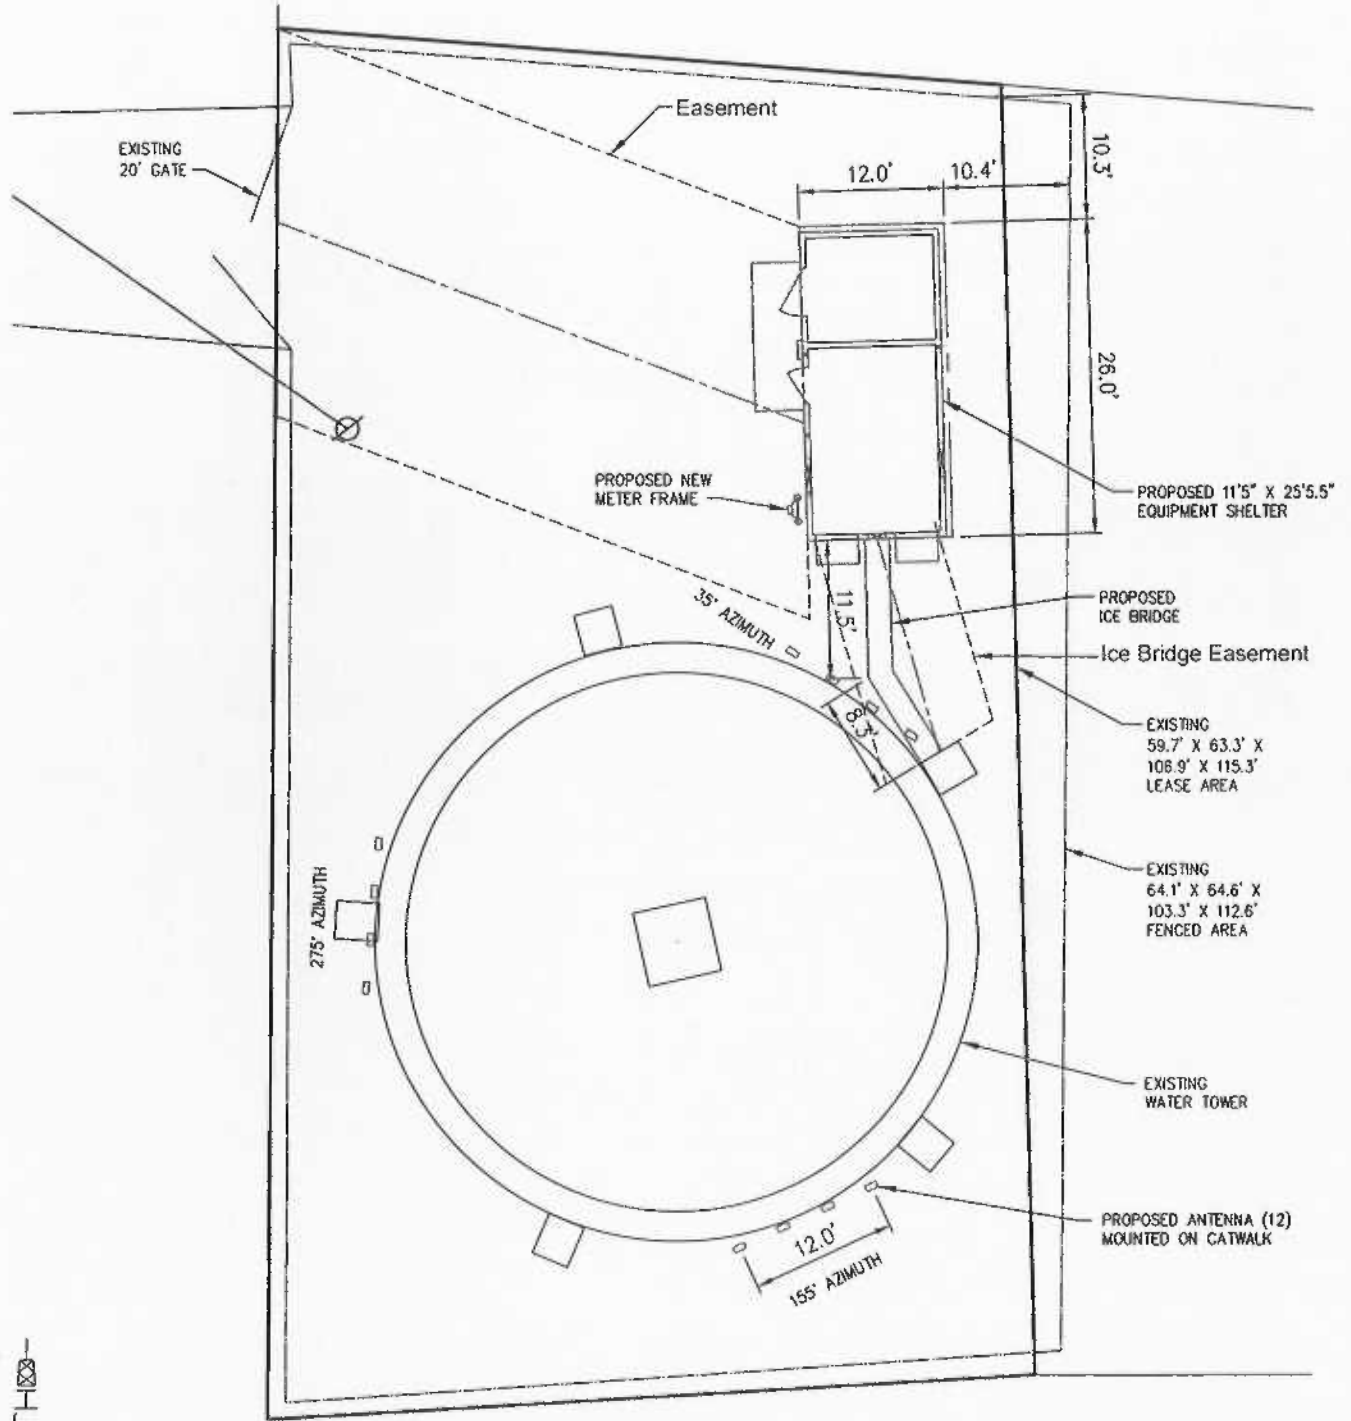 Easement
EXISTING
20' GATE
10.3'
12.0'
10.4'
26.0'
PROPOSED NEW
METER FRAME
PROPOSED 11'5" X 25'5.5"
EQUIPMENT SHELTER
35° AZIMUTH
11.5'
PROPOSED
ICE BRIDGE
Ice Bridge Easement
8.3'
EXISTING
59.7' X 63.3' X
106.9' X 115.3'
LEASE AREA
EXISTING
64.1' X 64.6' X
103.3' X 112.6'
FENCED AREA
275° AZIMUTH
EXISTING
WATER TOWER
PROPOSED ANTENNA (12)
MOUNTED ON CATWALK
12.0'
155° AZIMUTH